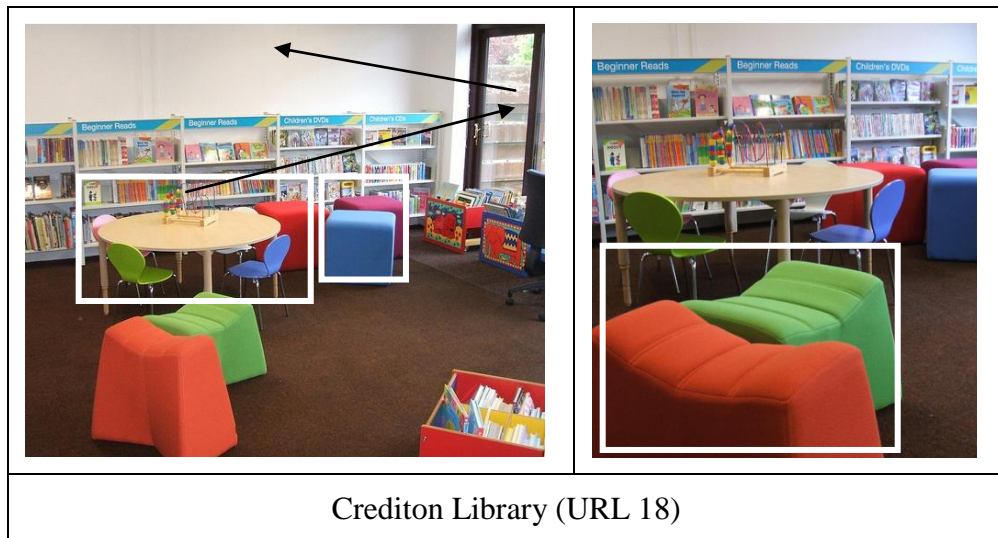 Beginner Reads
Beginner Reads
Children's DVDs
Children's CDs
Beginner Reads
Beginner Reads
Children's DVDs
Crediton Library (URL 18)